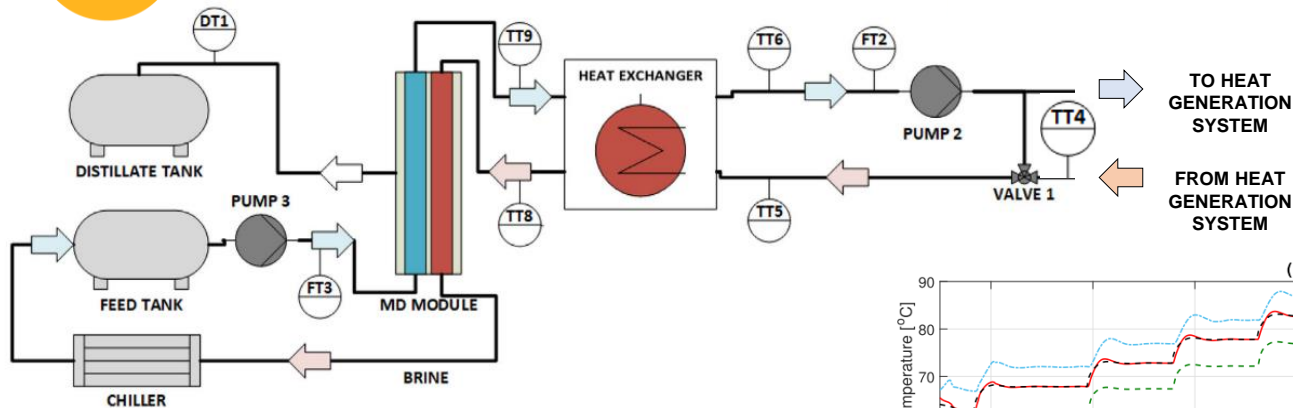 DT1
TT9
HEAT EXCHANGER
TT6
FT2
TO HEAT
GENERATION
SYSTEM
PUMP 2
TT4
DISTILLATE TANK
PUMP 3
TT8
TT5
VALVE 1
FROM HEAT
GENERATION
SYSTEM
FT3
FEED TANK
MD MODULE
BRINE
CHILLER
(
90
80
70
[°C]